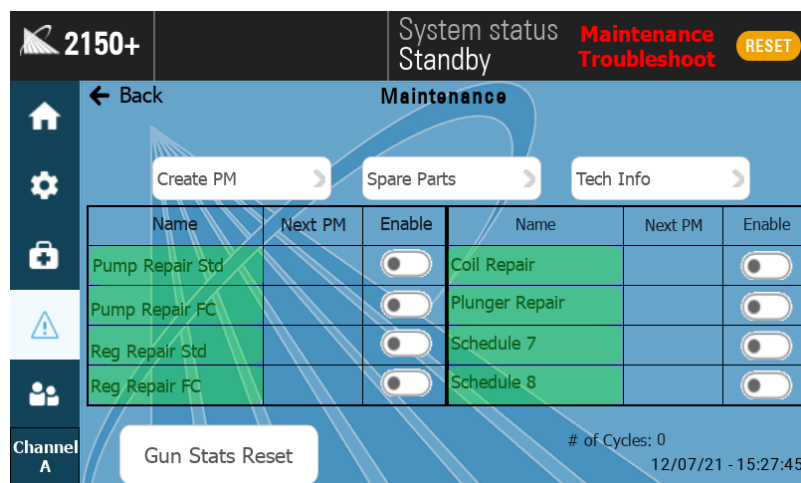 2150+
System status
Standby
Maintenance
Troubleshoot
RESET
Back
Maintenance
Create PM
Spare Parts
Tech Info
Name Next PM Enable Name Next PM Enable
Pump Repair Std Coil Repair
Pump Repair FC Plunger Repair
Reg Repair Std Schedule 7
Reg Repair FC Schedule 8
Channel
A
Gun Stats Reset
# of Cycles: 0
12/07/21 - 15:27:45